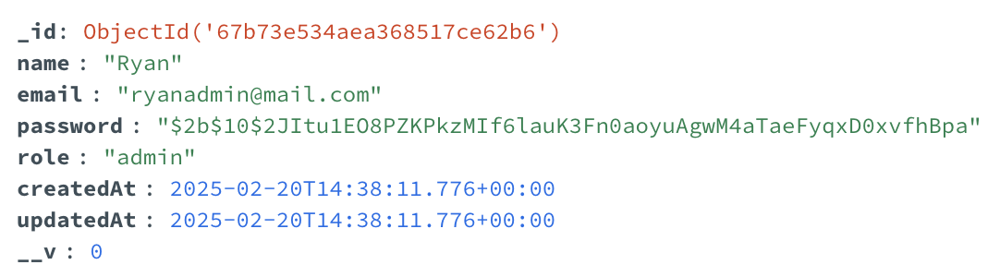 _id: ObjectId('67b73e534aea368517ce62b6')
name : "Ryan"
email : "ryanadmin@mail.com"
password : "$2b$10$2JItu1EO8PZKPkzMIf6lauK3Fn0aoyuAgwM4aTaeFyqxD0xvfhBpa"
role : "admin"
createdAt : 2025-02-20T14:38:11.776+00:00
updatedAt : 2025-02-20T14:38:11.776+00:00
__v : 0